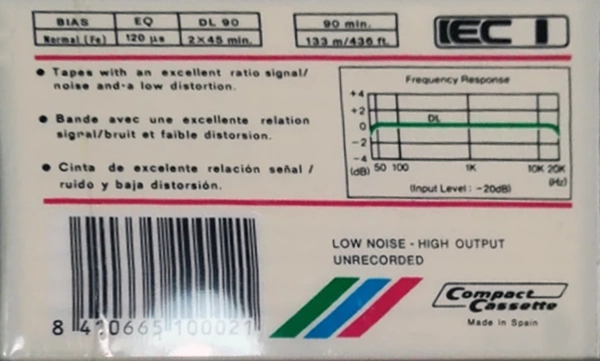 BIAS EQ DL 90
Normal (Fe) 120 μs 2×45 min.
90 min.
133 m/436 ft.
IEC I
• Tapes with an excellent ratio signal/
noise and a low distortion.
• Bande avec une excellente relation
signal/bruit et faible distorsion.
• Cinta de excelente relación señal /
ruido y baja distorsión.
Frequency Response
+4
+2
0
-2
-4
DL
(dB) 50 100 1K 10K 20K
(Hz)
(Input Level: -20dB)
LOW NOISE - HIGH OUTPUT
UNRECORDED
Compact
Cassette
Made in Spain
8 410665 100021